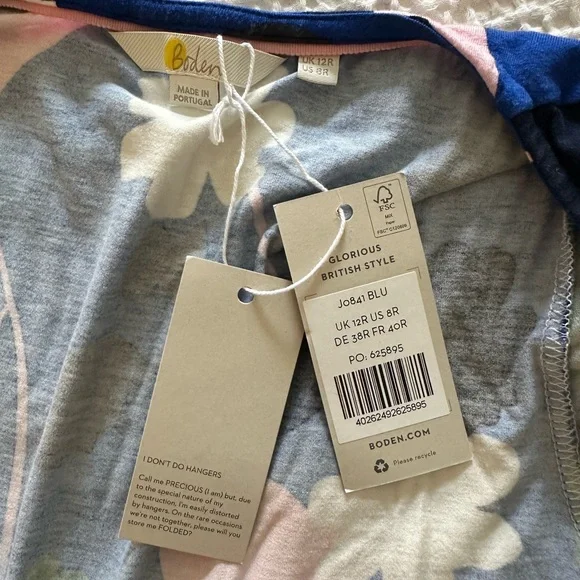 Boden
UK 12R
US 8R
MADE IN
PORTUGAL
FSC
MIX
Paper
GLORIOUS
BRITISH STYLE
J0841 BLU
UK 12R US 8R
DE 38R FR 40R
PO: 625895
40262492625895
BODEN.COM
Please recycle
I DON'T DO HANGERS
Call me PRECIOUS (I am) but, due
to the special nature of my
construction, I'm easily distorted
by hangers. On the rare occasions
we're not together, please will you
store me FOLDED?